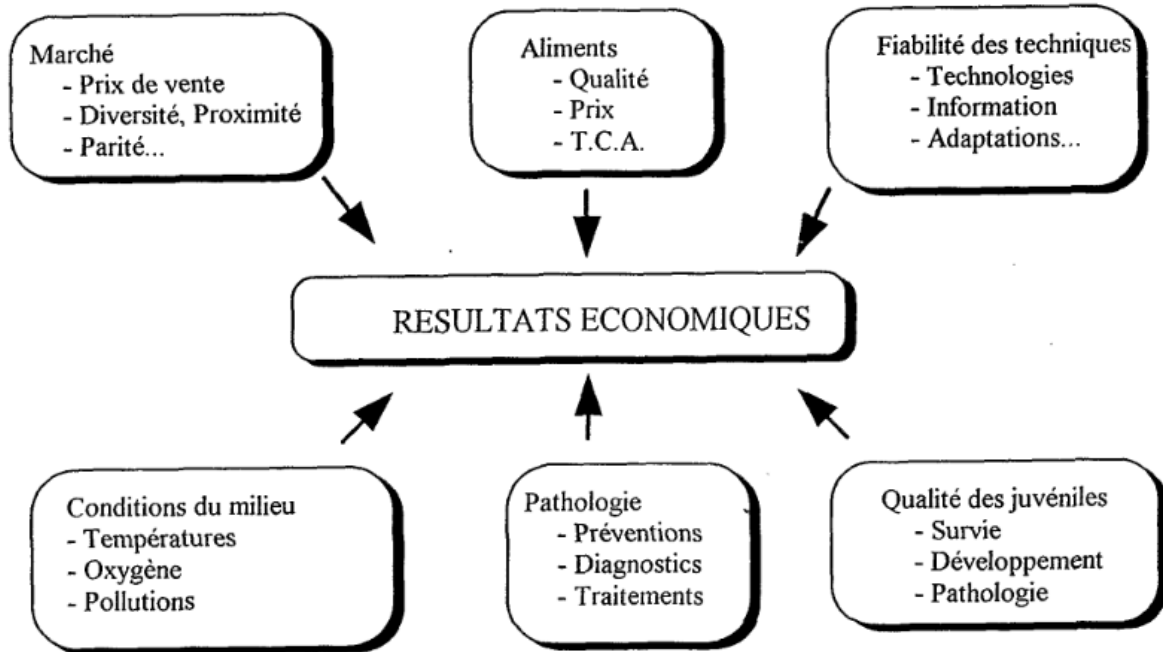 Marché
- Prix de vente
- Diversité, Proximité
- Parité...
Aliments
- Qualité
- Prix
- T.C.A.
Fiabilité des techniques
- Technologies
- Information
- Adaptations...
RESULTATS ECONOMIQUES
Conditions du milieu
- Températures
- Oxygène
- Pollutions
Pathologie
- Préventions
- Diagnostics
- Traitements
Qualité des juvéniles
- Survie
- Développement
- Pathologie